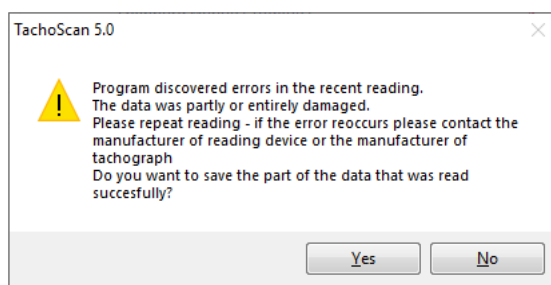 TachoScan 5.0
Program discovered errors in the recent reading.
The data was partly or entirely damaged.
Please repeat reading - if the error reoccurs please contact the
manufacturer of reading device or the manufacturer of
tachograph
Do you want to save the part of the data that was read
succesfully?
Yes
No